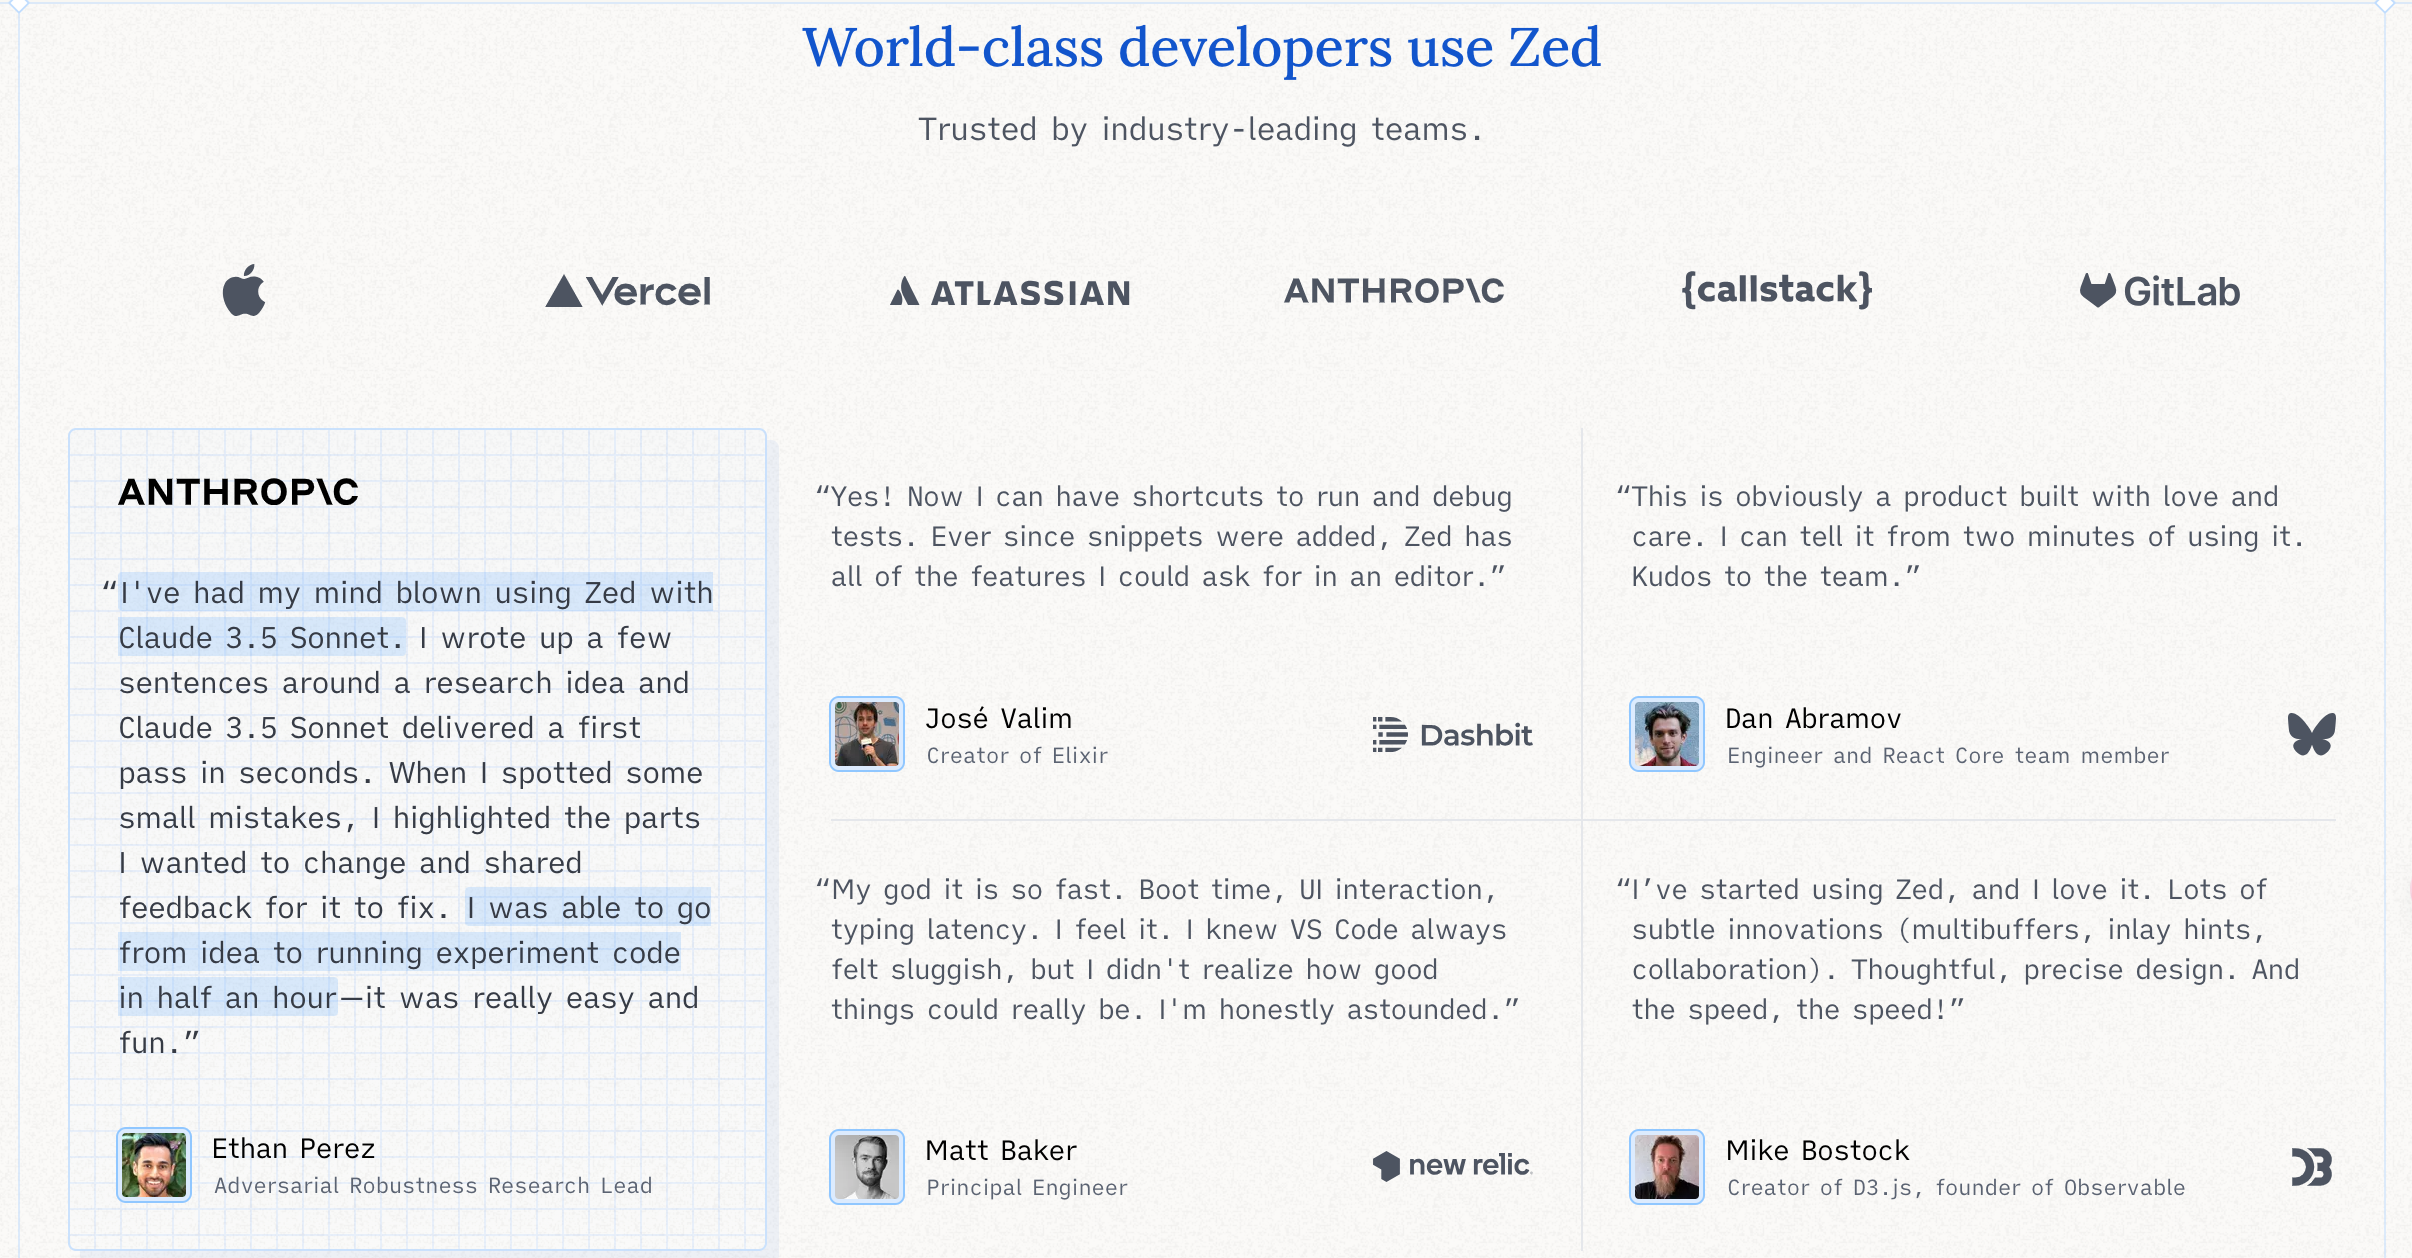 World-class developers use Zed
Trusted by industry-leading teams.
Vercel
ATLASSIAN
ANTHROP\C
{callstack}
GitLab
ANTHROP\C
“I've had my mind blown using Zed with
Claude 3.5 Sonnet. I wrote up a few
sentences around a research idea and
Claude 3.5 Sonnet delivered a first
pass in seconds. When I spotted some
small mistakes, I highlighted the parts
I wanted to change and shared
feedback for it to fix. I was able to go
from idea to running experiment code
in half an hour—it was really easy and
fun.”
Ethan Perez
Adversarial Robustness Research Lead
“Yes! Now I can have shortcuts to run and debug
tests. Ever since snippets were added, Zed has
all of the features I could ask for in an editor.”
José Valim
Creator of Elixir
Dashbit
“This is obviously a product built with love and
care. I can tell it from two minutes of using it.
Kudos to the team.”
Dan Abramov
Engineer and React Core team member
“My god it is so fast. Boot time, UI interaction,
typing latency. I feel it. I knew VS Code always
felt sluggish, but I didn't realize how good
things could really be. I'm honestly astounded.”
Matt Baker
Principal Engineer
new relic
“I’ve started using Zed, and I love it. Lots of
subtle innovations (multibuffers, inlay hints,
collaboration). Thoughtful, precise design. And
the speed, the speed!”
Mike Bostock
Creator of D3.js, founder of Observable
D3